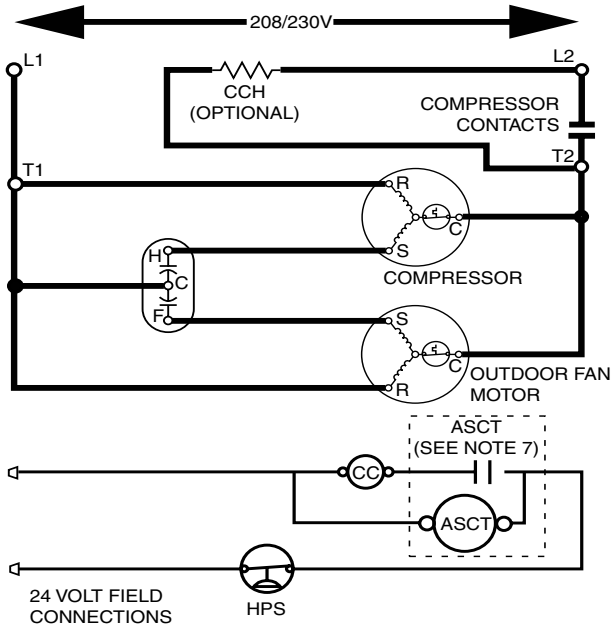 208/230V
L1
L2
CCH
(OPTIONAL)
COMPRESSOR
CONTACTS
T1
T2
R
C
S
COMPRESSOR
H
C
F
S
C
R
OUTDOOR FAN
MOTOR
ASCT
(SEE NOTE 7)
CC
ASCT
24 VOLT FIELD
CONNECTIONS
HPS